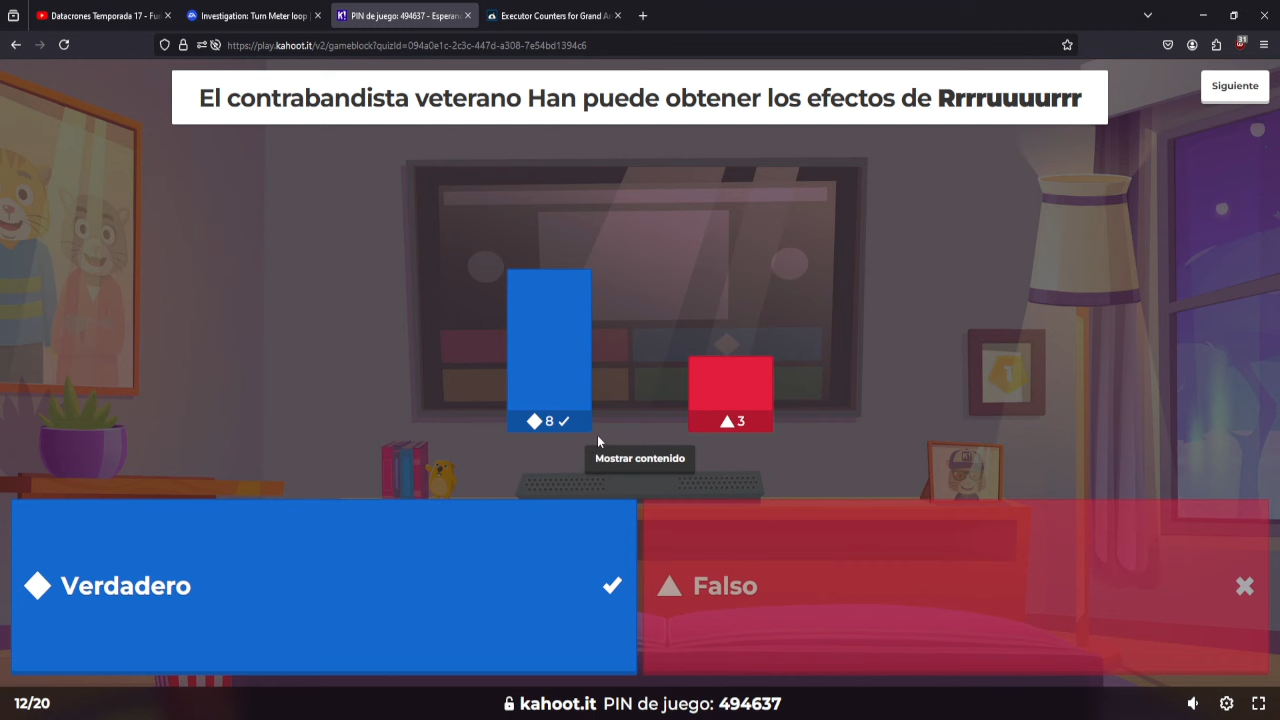 Datacrones Temporada 17 - Fu
Investigation: Turn Meter loop |
PIN de juego: 494637 - Esperan
Executor Counters for Grand A
https://play.kahoot.it/v2/gameblock?quizId=094a0e1c-2c3c-447d-a308-7e54bd1394c6
31
El contrabandista veterano Han puede obtener los efectos de Rrrruuuurrr
Siguiente
8
3
Mostrar contenido
Verdadero
Falso
12/20
kahoot.it PIN de juego: 494637